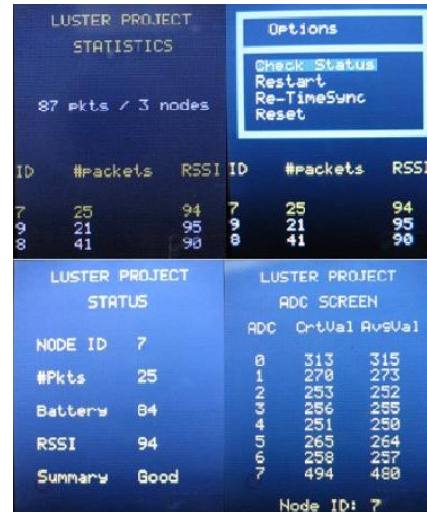 LUSTER PROJECT
STATISTICS
87 pkts / 3 nodes
ID #packets RSSI
7 25 94
9 21 95
8 41 90
Options
Check Status
Restart
Re-TimeSync
Reset
ID #packets RSSI
7 25 94
9 21 95
8 41 90
LUSTER PROJECT
STATUS
NODE ID 7
#Pkts 25
Battery 84
RSSI 94
Summary Good
LUSTER PROJECT
ADC SCREEN
ADC CrtVal AvgVal
0 313 315
1 270 273
2 253 252
3 256 255
4 251 250
5 265 264
6 258 257
7 494 480
Node ID: 7